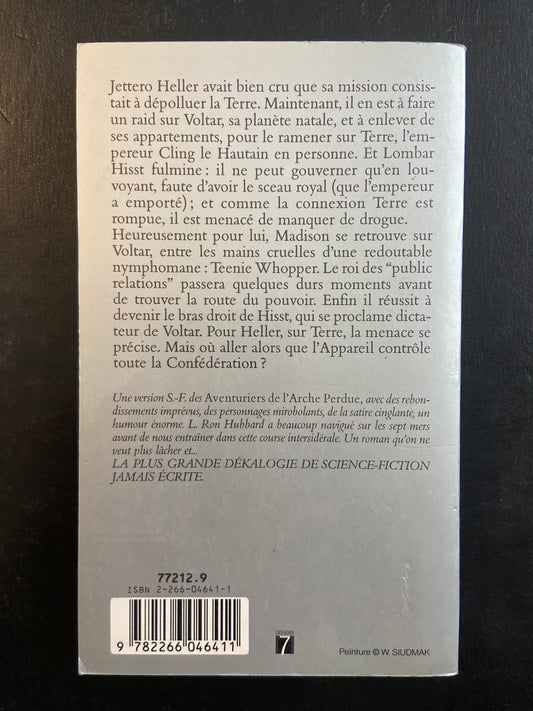 Jettero Heller avait bien cru que sa mission consis-
tait à dépolluer la Terre. Maintenant, il en est à faire
un raid sur Voltar, sa planète natale, et à enlever de
ses appartements, pour le ramener sur Terre, l'em-
pereur Cling le Hautain en personne. Et Lombar
Hisst fulmine : il ne peut gouverner qu'en lou-
voyant, faute d'avoir le sceau royal (que l'empereur
a emporté) ; et comme la connexion Terre est
rompue, il est menacé de manquer de drogue.
Heureusement pour lui, Madison se retrouve sur
Voltar, entre les mains cruelles d'une redoutable
nymphomane : Teenie Whopper. Le roi des "public
relations" passera quelques durs moments avant
de trouver la route du pouvoir. Enfin il réussit à
devenir le bras droit de Hisst, qui se proclame dicta-
teur de Voltar. Pour Heller, sur Terre, la menace se
précise. Mais où aller alors que l'Appareil contrôle
toute la Confédération ?
Une version S.-F. des Aventuriers de l'Arche Perdue, avec des rebon-
dissements imprévus, des personnages mirobolants, de la satire cinglante, un
humour énorme. L. Ron Hubbard a beaucoup navigué sur les sept mers
avant de nous entraîner dans cette course intersidérale. Un roman qu'on ne
veut plus lâcher et...
LA PLUS GRANDE DÉKALOGIE DE SCIENCE-FICTION
JAMAIS ÉCRITE.
77212.9
ISBN 2-266-04641-1
9 782266 046411
7
Peinture © W. SIUDMAK